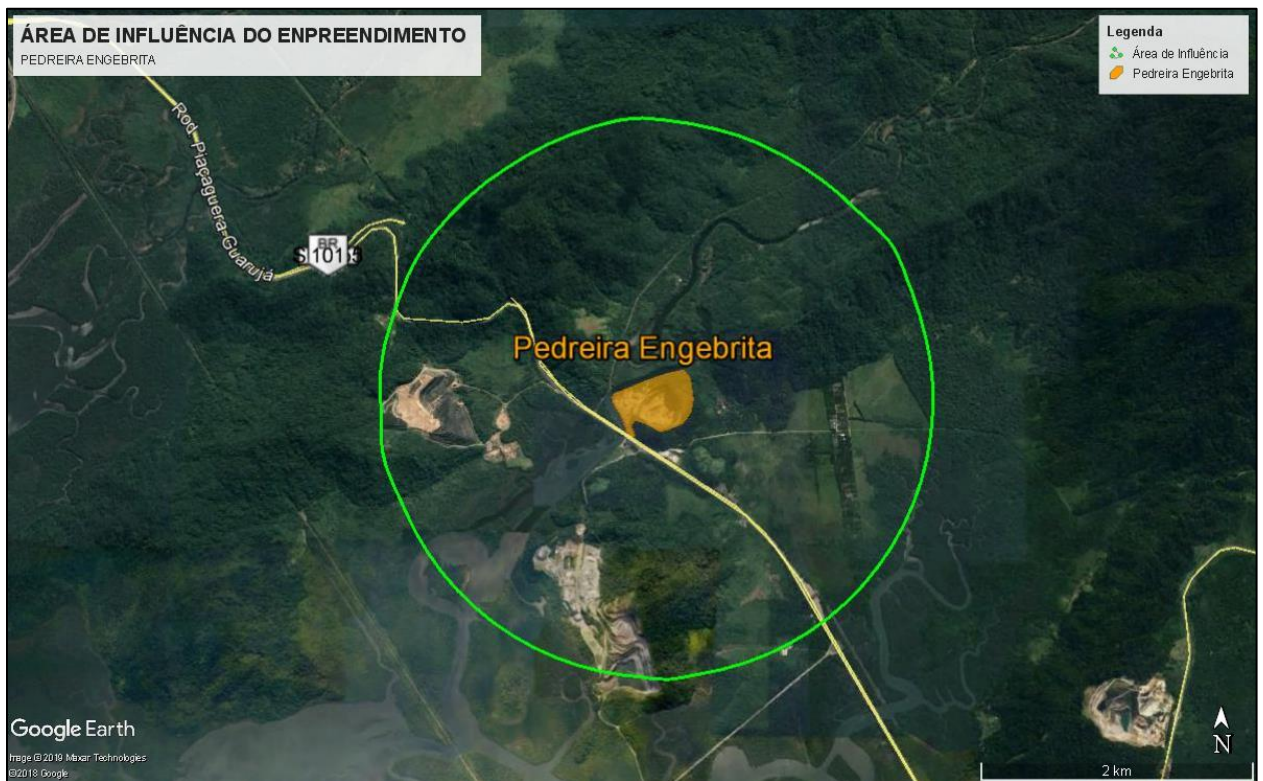 ÁREA DE INFLUÊNCIA DO ENPREENDIMENTO
PEDREIRA ENGEBRITA
Legenda
Área de Influência
Pedreira Engebrita
Rod Piaçaguera-Guarujá
BR
101
Pedreira Engebrita
Google Earth
Image © 2019 Maxar Technologies
© 2018 Google
N
2 km